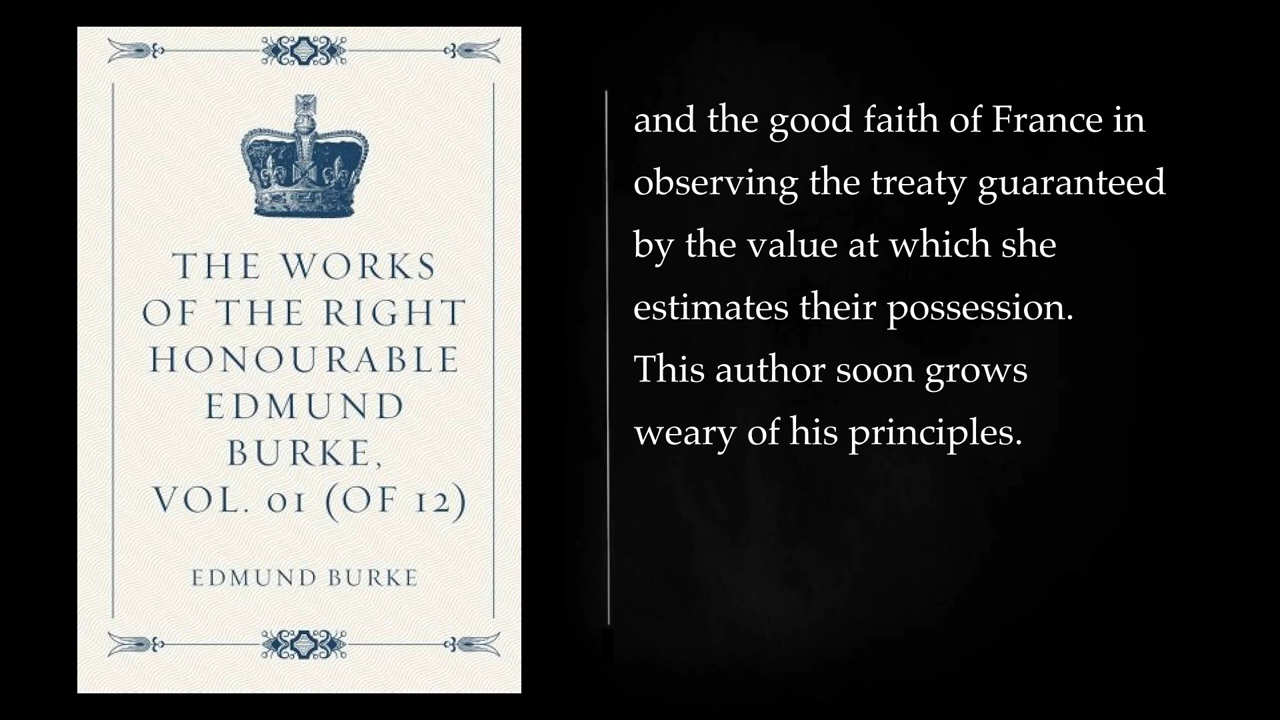 THE WORKS
OF THE RIGHT
HONOURABLE
EDMUND
BURKE,
VOL. 01 (OF 12)
EDMUND BURKE
and the good faith of France in
observing the treaty guaranteed
by the value at which she
estimates their possession.
This author soon grows
weary of his principles.